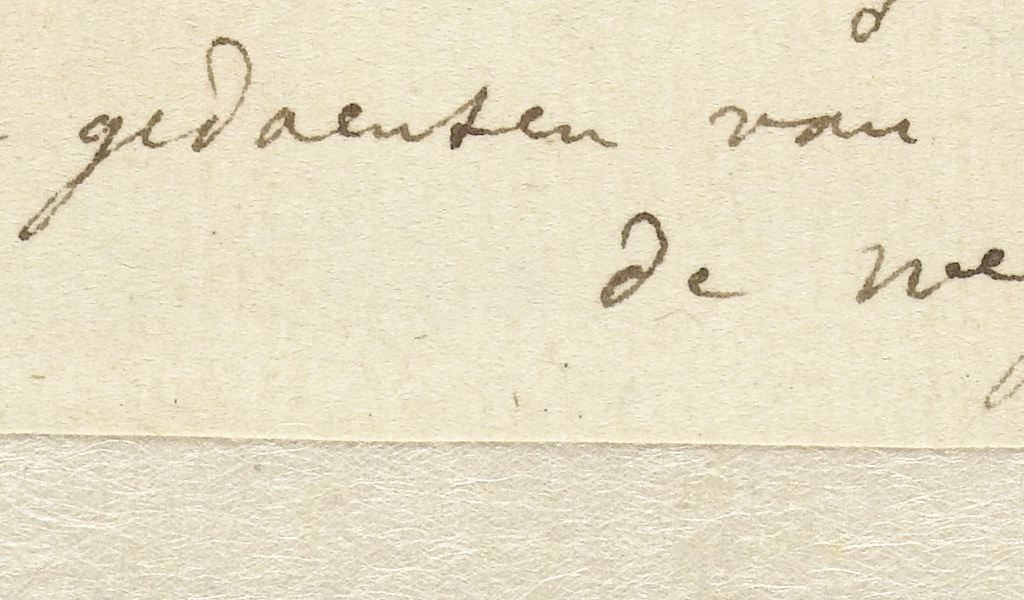 gedaenten van
de